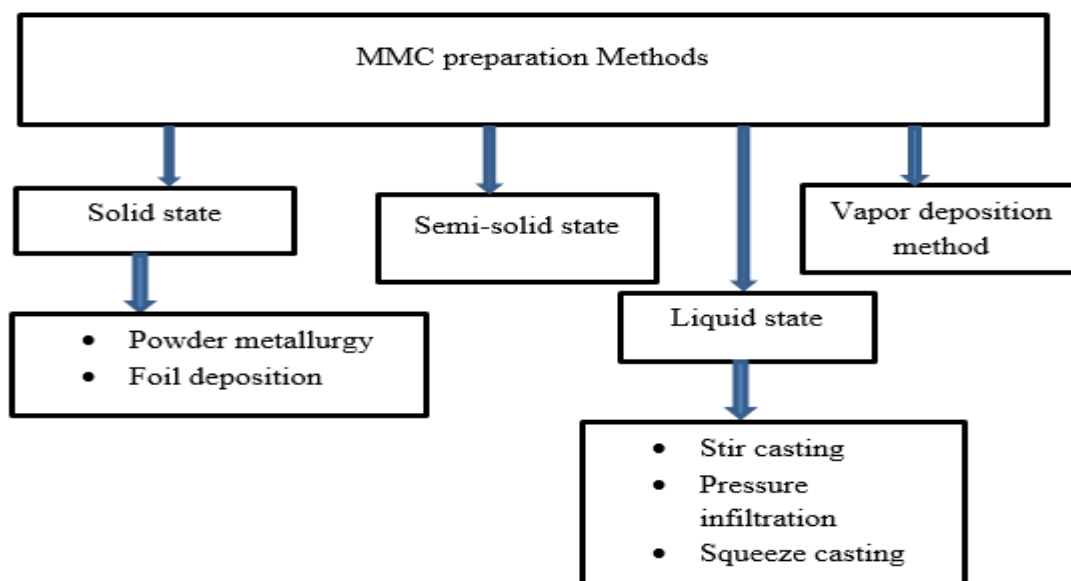 MMC preparation Methods
Solid state
Semi-solid state
Vapor deposition
method
• Powder metallurgy
• Foil deposition
Liquid state
• Stir casting
• Pressure
infiltration
• Squeeze casting